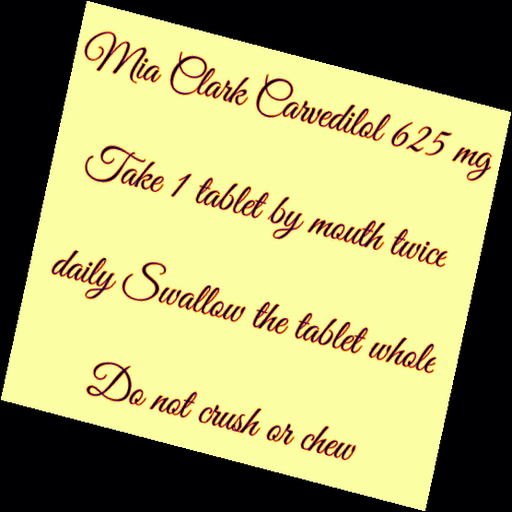 Mia Clark Carvedilol 625 mg
Take 1 tablet by mouth twice
daily Swallow the tablet whole
Do not crush or chew